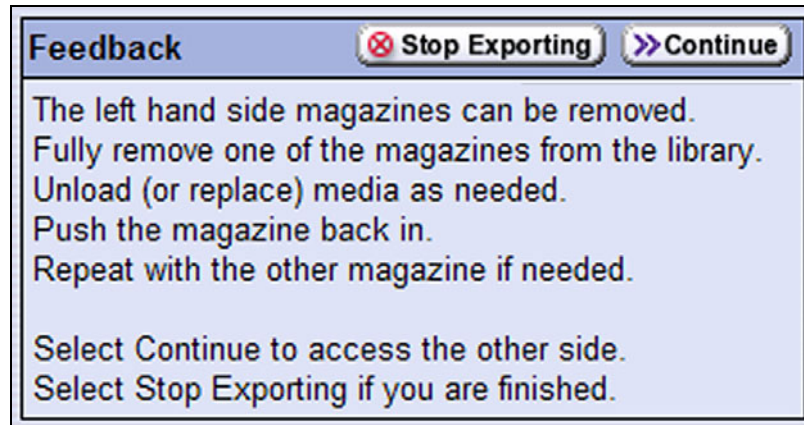 Feedback Stop Exporting Continue
The left hand side magazines can be removed.
Fully remove one of the magazines from the library.
Unload (or replace) media as needed.
Push the magazine back in.
Repeat with the other magazine if needed.
Select Continue to access the other side.
Select Stop Exporting if you are finished.